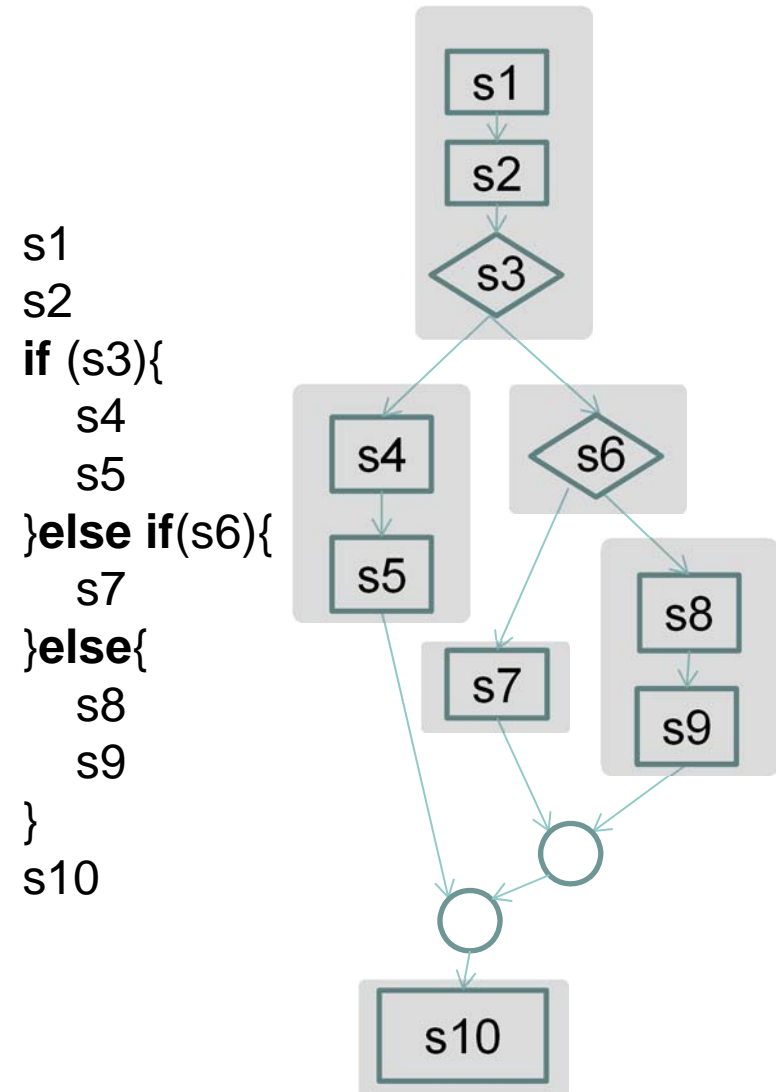 s1
s2
if (s3){
s4
s5
}else if(s6){
s7
}else{
s8
s9
}
s10
s1
s2
s3
s4
s6
s5
s8
s7
s9
s10